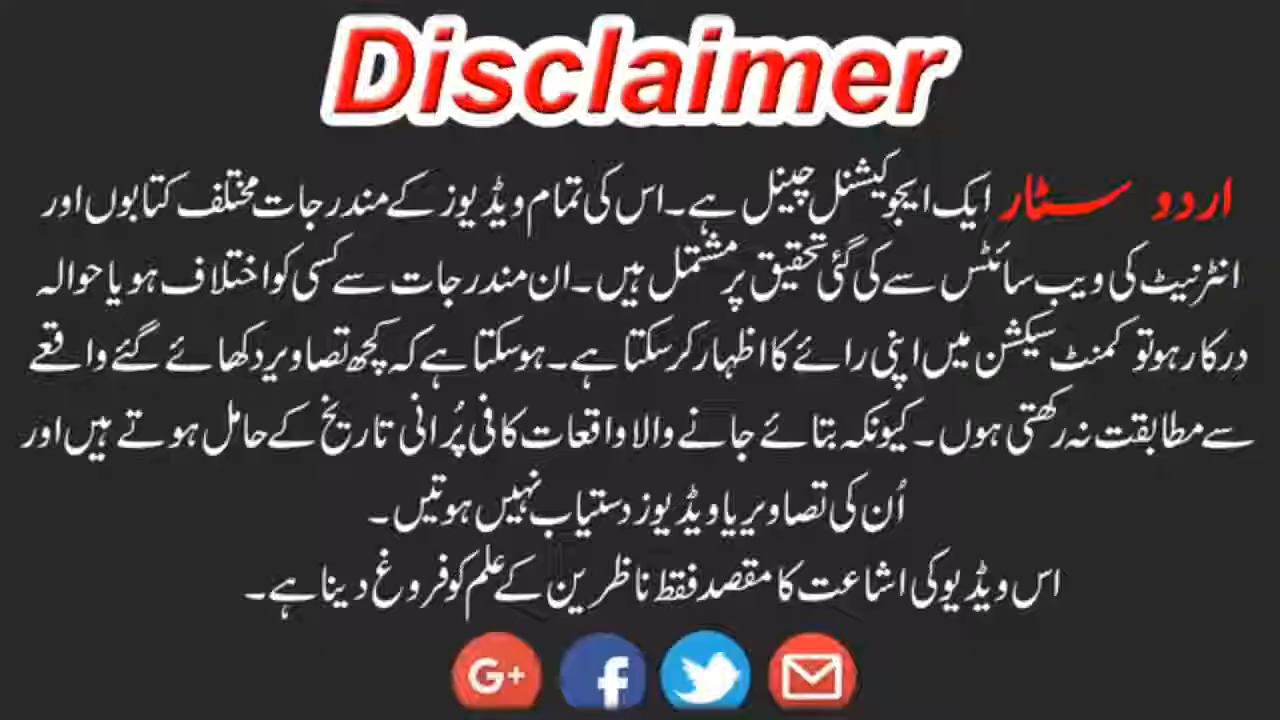 Disclaimer
اردو سٹار ایک ایجوکیشنل چینل ہے۔ اس کی تمام ویڈیوز کے مندرجات مختلف کتابوں اور
انٹرنیٹ کی ویب سائٹس سے کی گئی تحقیق پر مشتمل ہیں۔ ان مندرجات سے کسی کو اختلاف ہو یا حوالہ
درکار ہو تو کمنٹ سیکشن میں اپنی رائے کا اظہار کر سکتا ہے۔ ہو سکتا ہے کہ کچھ تصاویر دکھائے گئے واقعے
سے مطابقت نہ رکھتی ہوں۔ کیونکہ بتائے جانے والا واقعات کافی پُرانی تاریخ کے حامل ہوتے ہیں اور
اُن کی تصاویر یا ویڈیوز دستیاب نہیں ہوتیں۔
اس ویڈیو کی اشاعت کا مقصد فقط ناظرین کے علم کو فروغ دینا ہے۔
G+ f